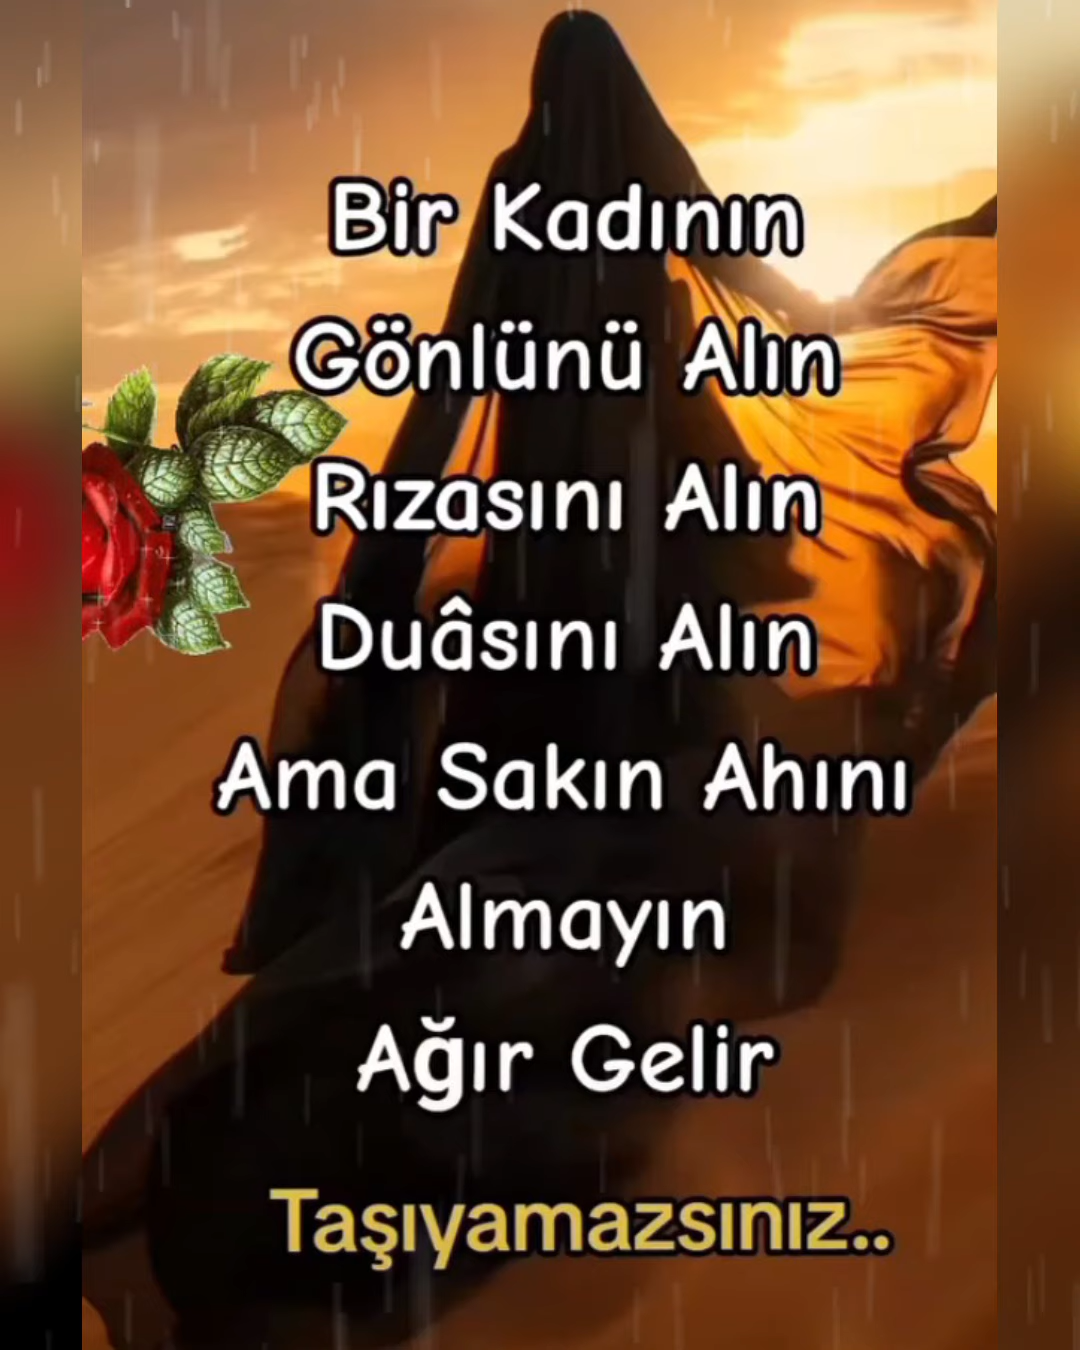 Bir Kadının
Gönlünü Alın
Rızasını Alın
Duâsını Alın
Ama Sakın Ahını
Almayın
Ağır Gelir
Taşıyamazsınız..